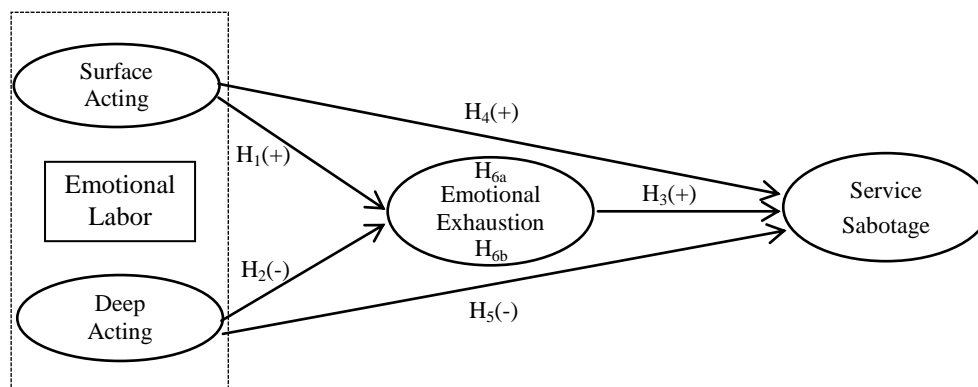 Surface
Acting
H4(+)
H1(+)
Emotional
Labor
H6a
Emotional
Exhaustion
H6b
H3(+)
Service
Sabotage
H2(-)
Deep
Acting
H5(-)